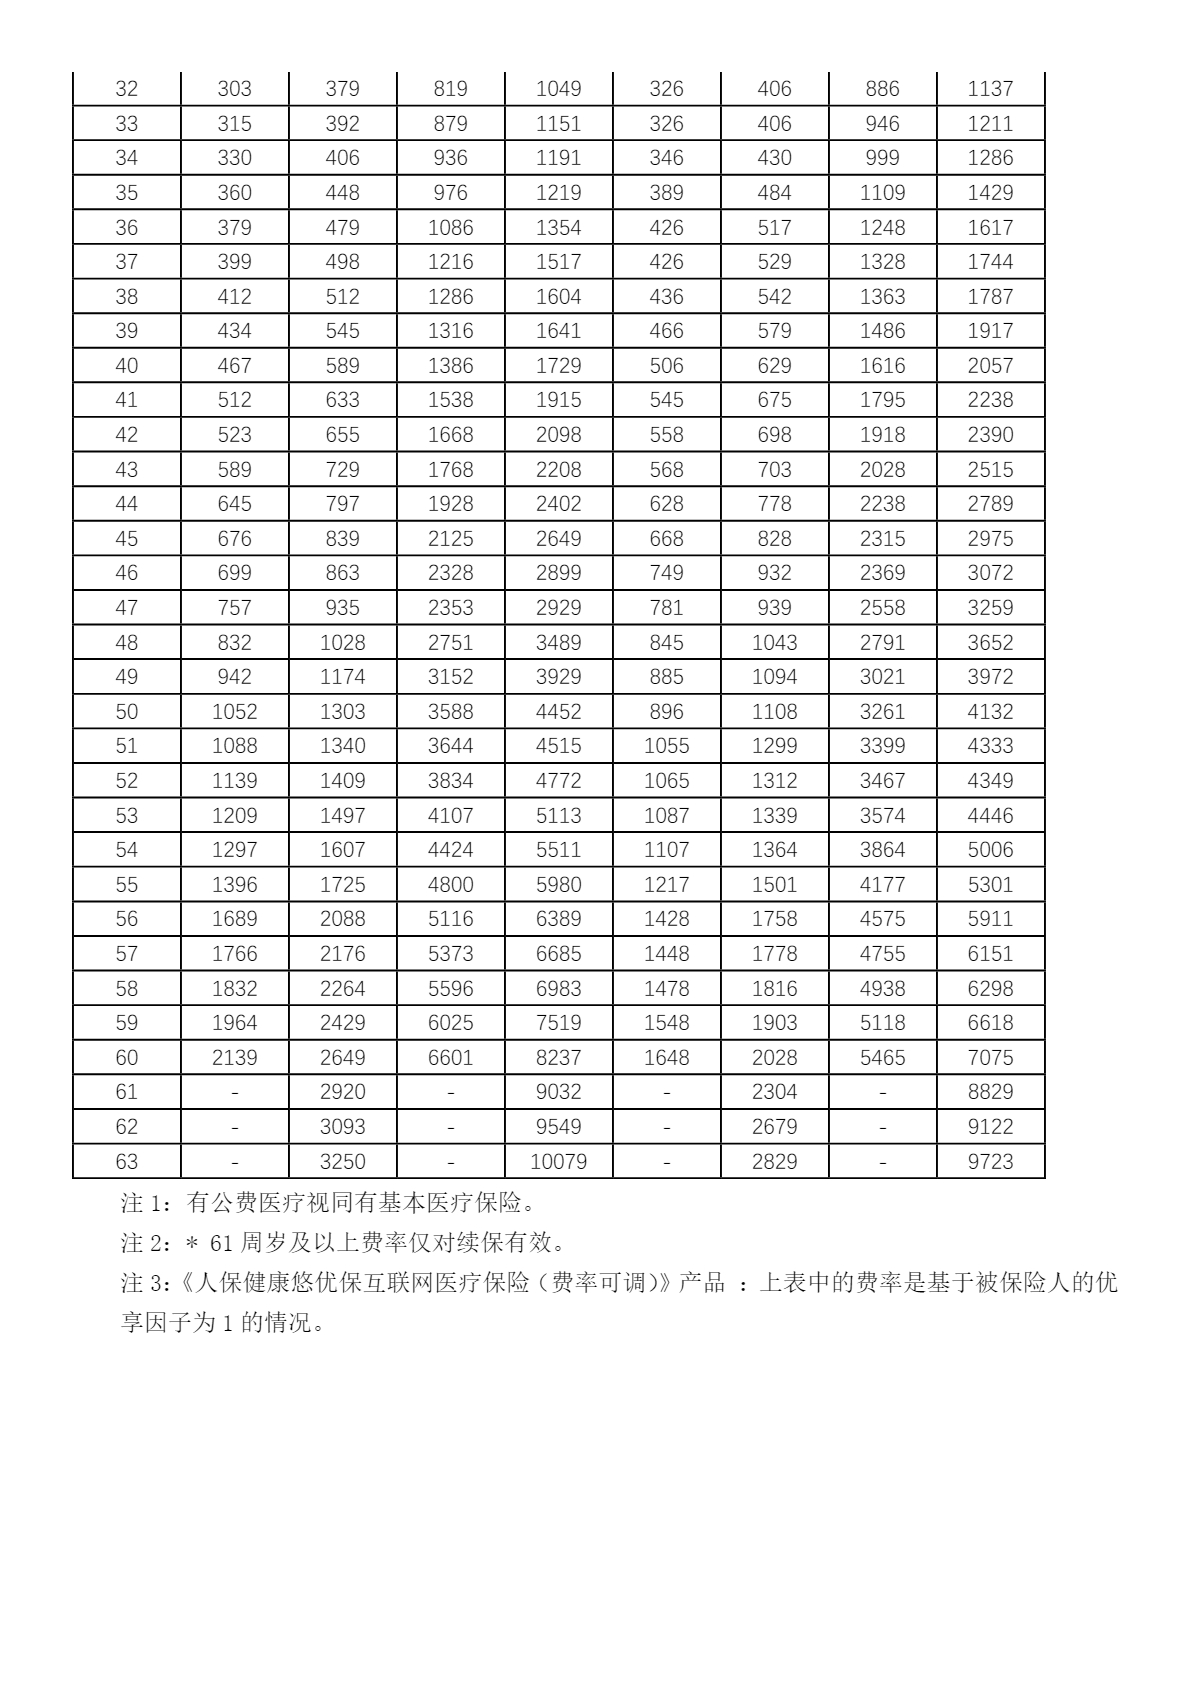 32 303 379 819 1049 326 406 886 1137
33 315 392 879 1151 326 406 946 1211
34 330 406 936 1191 346 430 999 1286
35 360 448 976 1219 389 484 1109 1429
36 379 479 1086 1354 426 517 1248 1617
37 399 498 1216 1517 426 529 1328 1744
38 412 512 1286 1604 436 542 1363 1787
39 434 545 1316 1641 466 579 1486 1917
40 467 589 1386 1729 506 629 1616 2057
41 512 633 1538 1915 545 675 1795 2238
42 523 655 1668 2098 558 698 1918 2390
43 589 729 1768 2208 568 703 2028 2515
44 645 797 1928 2402 628 778 2238 2789
45 676 839 2125 2649 668 828 2315 2975
46 699 863 2328 2899 749 932 2369 3072
47 757 935 2353 2929 781 939 2558 3259
48 832 1028 2751 3489 845 1043 2791 3652
49 942 1174 3152 3929 885 1094 3021 3972
50 1052 1303 3588 4452 896 1108 3261 4132
51 1088 1340 3644 4515 1055 1299 3399 4333
52 1139 1409 3834 4772 1065 1312 3467 4349
53 1209 1497 4107 5113 1087 1339 3574 4446
54 1297 1607 4424 5511 1107 1364 3864 5006
55 1396 1725 4800 5980 1217 1501 4177 5301
56 1689 2088 5116 6389 1428 1758 4575 5911
57 1766 2176 5373 6685 1448 1778 4755 6151
58 1832 2264 5596 6983 1478 1816 4938 6298
59 1964 2429 6025 7519 1548 1903 5118 6618
60 2139 2649 6601 8237 1648 2028 5465 7075
61 - 2920 - 9032 - 2304 - 8829
62 - 3093 - 9549 - 2679 - 9122
63 - 3250 - 10079 - 2829 - 9723
注 1：有公费医疗视同有基本医疗保险。
注 2：* 61 周岁及以上费率仅对续保有效。
注 3：《人保健康悠优保互联网医疗保险（费率可调）》产品 ：上表中的费率是基于被保险人的优
享因子为 1 的情况。